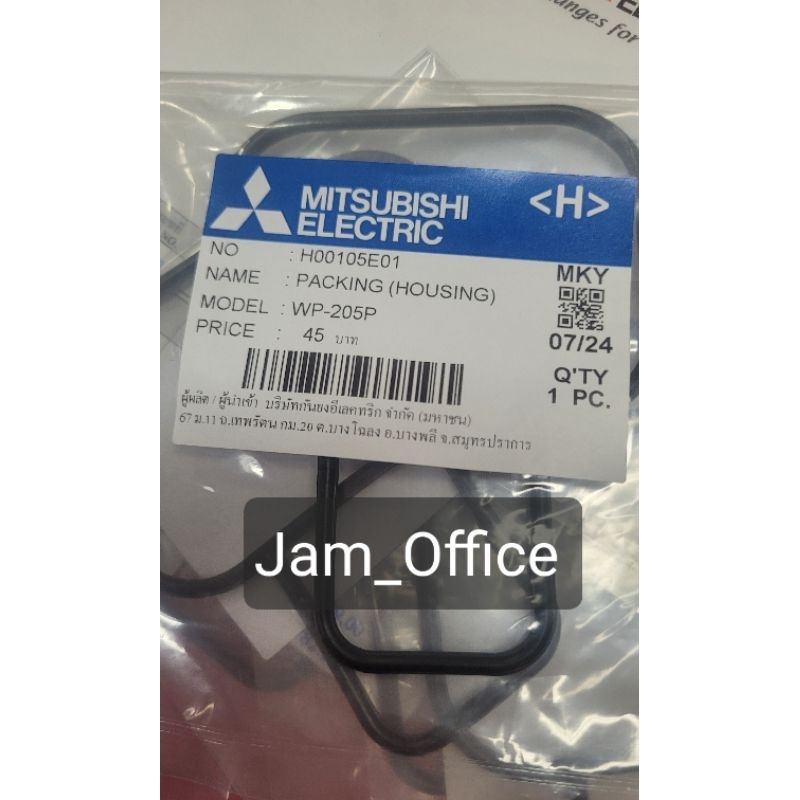 anges for
MITSUBISHI
ELECTRIC
<H>
NO : H00105E01
NAME : PACKING (HOUSING)
MODEL : WP-205P
PRICE : 45 บาท
MKY
07/24
Q'TY
1 PC.
ผู้ผลิต / ผู้นำเข้า บริษัทกันยงอีเลคทริก จำกัด (มหาชน)
67 ม.11 ถ.เทพรัตน กม.20 ต.บางโฉลง อ.บางพลี จ.สมุทรปราการ
Jam_Office